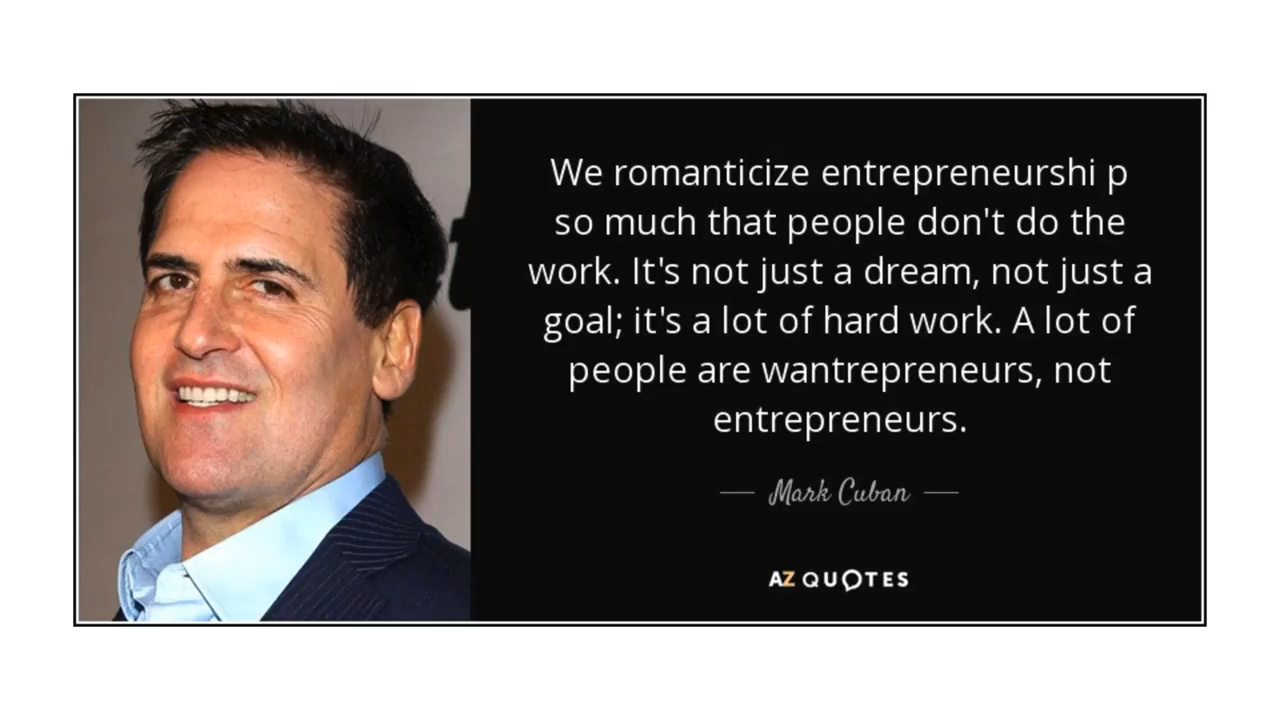 We romanticize entrepreneurshi p
so much that people don't do the
work. It's not just a dream, not just a
goal; it's a lot of hard work. A lot of
people are wantrepreneurs, not
entrepreneurs.
Mark Cuban
AZ QUOTES